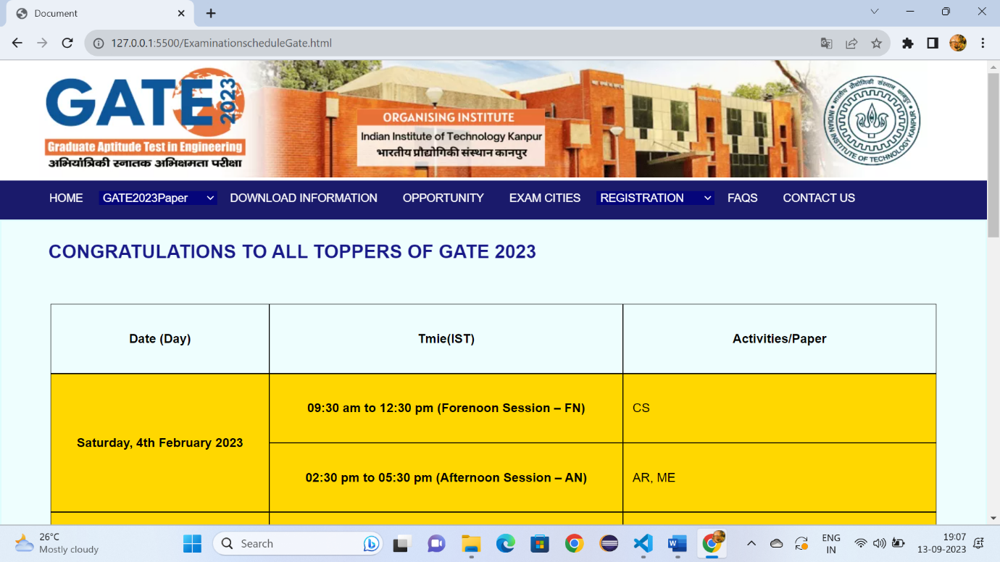 Document
127.0.0.1:5500/ExaminationscheduleGate.html
GATE 2023
Graduate Aptitude Test in Engineering
अभियांत्रिकी स्नातक अभिक्षमता परीक्षा
ORGANISING INSTITUTE
Indian Institute of Technology Kanpur
भारतीय प्रौद्योगिकी संस्थान कानपुर
भारतीय प्रौद्योगिकी संस्थान कानपुर
INDIAN INSTITUTE OF TECHNOLOGY KANPUR
HOME GATE2023Paper DOWNLOAD INFORMATION OPPORTUNITY EXAM CITIES REGISTRATION FAQS CONTACT US
CONGRATULATIONS TO ALL TOPPERS OF GATE 2023
Date (Day) Tmie(IST) Activities/Paper
09:30 am to 12:30 pm (Forenoon Session – FN) CS
Saturday, 4th February 2023
02:30 pm to 05:30 pm (Afternoon Session – AN) AR, ME
26°C
Mostly cloudy
Search
ENG
IN
19:07
13-09-2023